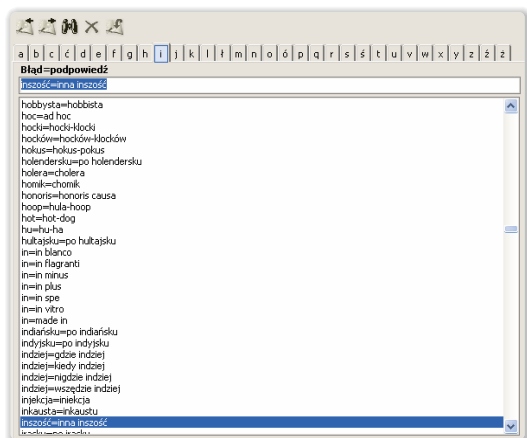 a b c ć d e f g h i j k l ł m n o ó p q r s ś t u v w x y z ź ż
Błąd=podpowiedź
inszość=inna inszość
hobbysta=hobbista
hoc=ad hoc
hocki=hocki-klocki
hocków=hocków-klocków
hokus=hokus-pokus
holendersku=po holendersku
holera=cholera
homik=chomik
honoris=honoris causa
hoop=hula-hoop
hot=hot-dog
hu=hu-ha
hultajsku=po hultajsku
in=in blanco
in=in flagranti
in=in minus
in=in plus
in=in spe
in=in vitro
in=made in
indiańsku=po indiańsku
indyjsku=po indyjsku
indziej=gdzie indziej
indziej=kiedy indziej
indziej=nigdzie indziej
indziej=wszędzie indziej
injekcja=iniekcja
inkausta=inkaustu
inszość=inna inszość